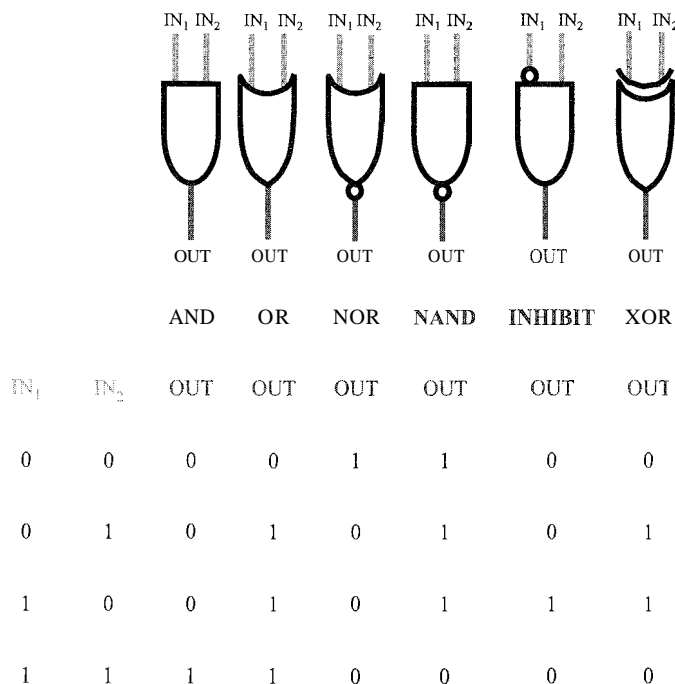 IN₁ IN₂ IN₁ IN₂ IN₁ IN₂ IN₁ IN₂ IN₁ IN₂ IN₁ IN₂
OUT OUT OUT OUT OUT OUT
AND OR NOR NAND INHIBIT XOR
IN₁ IN₂ OUT OUT OUT OUT OUT OUT
0 0 0 0 1 1 0 0
0 1 0 1 0 1 0 1
1 0 0 1 0 1 1 1
1 1 1 1 0 0 0 0